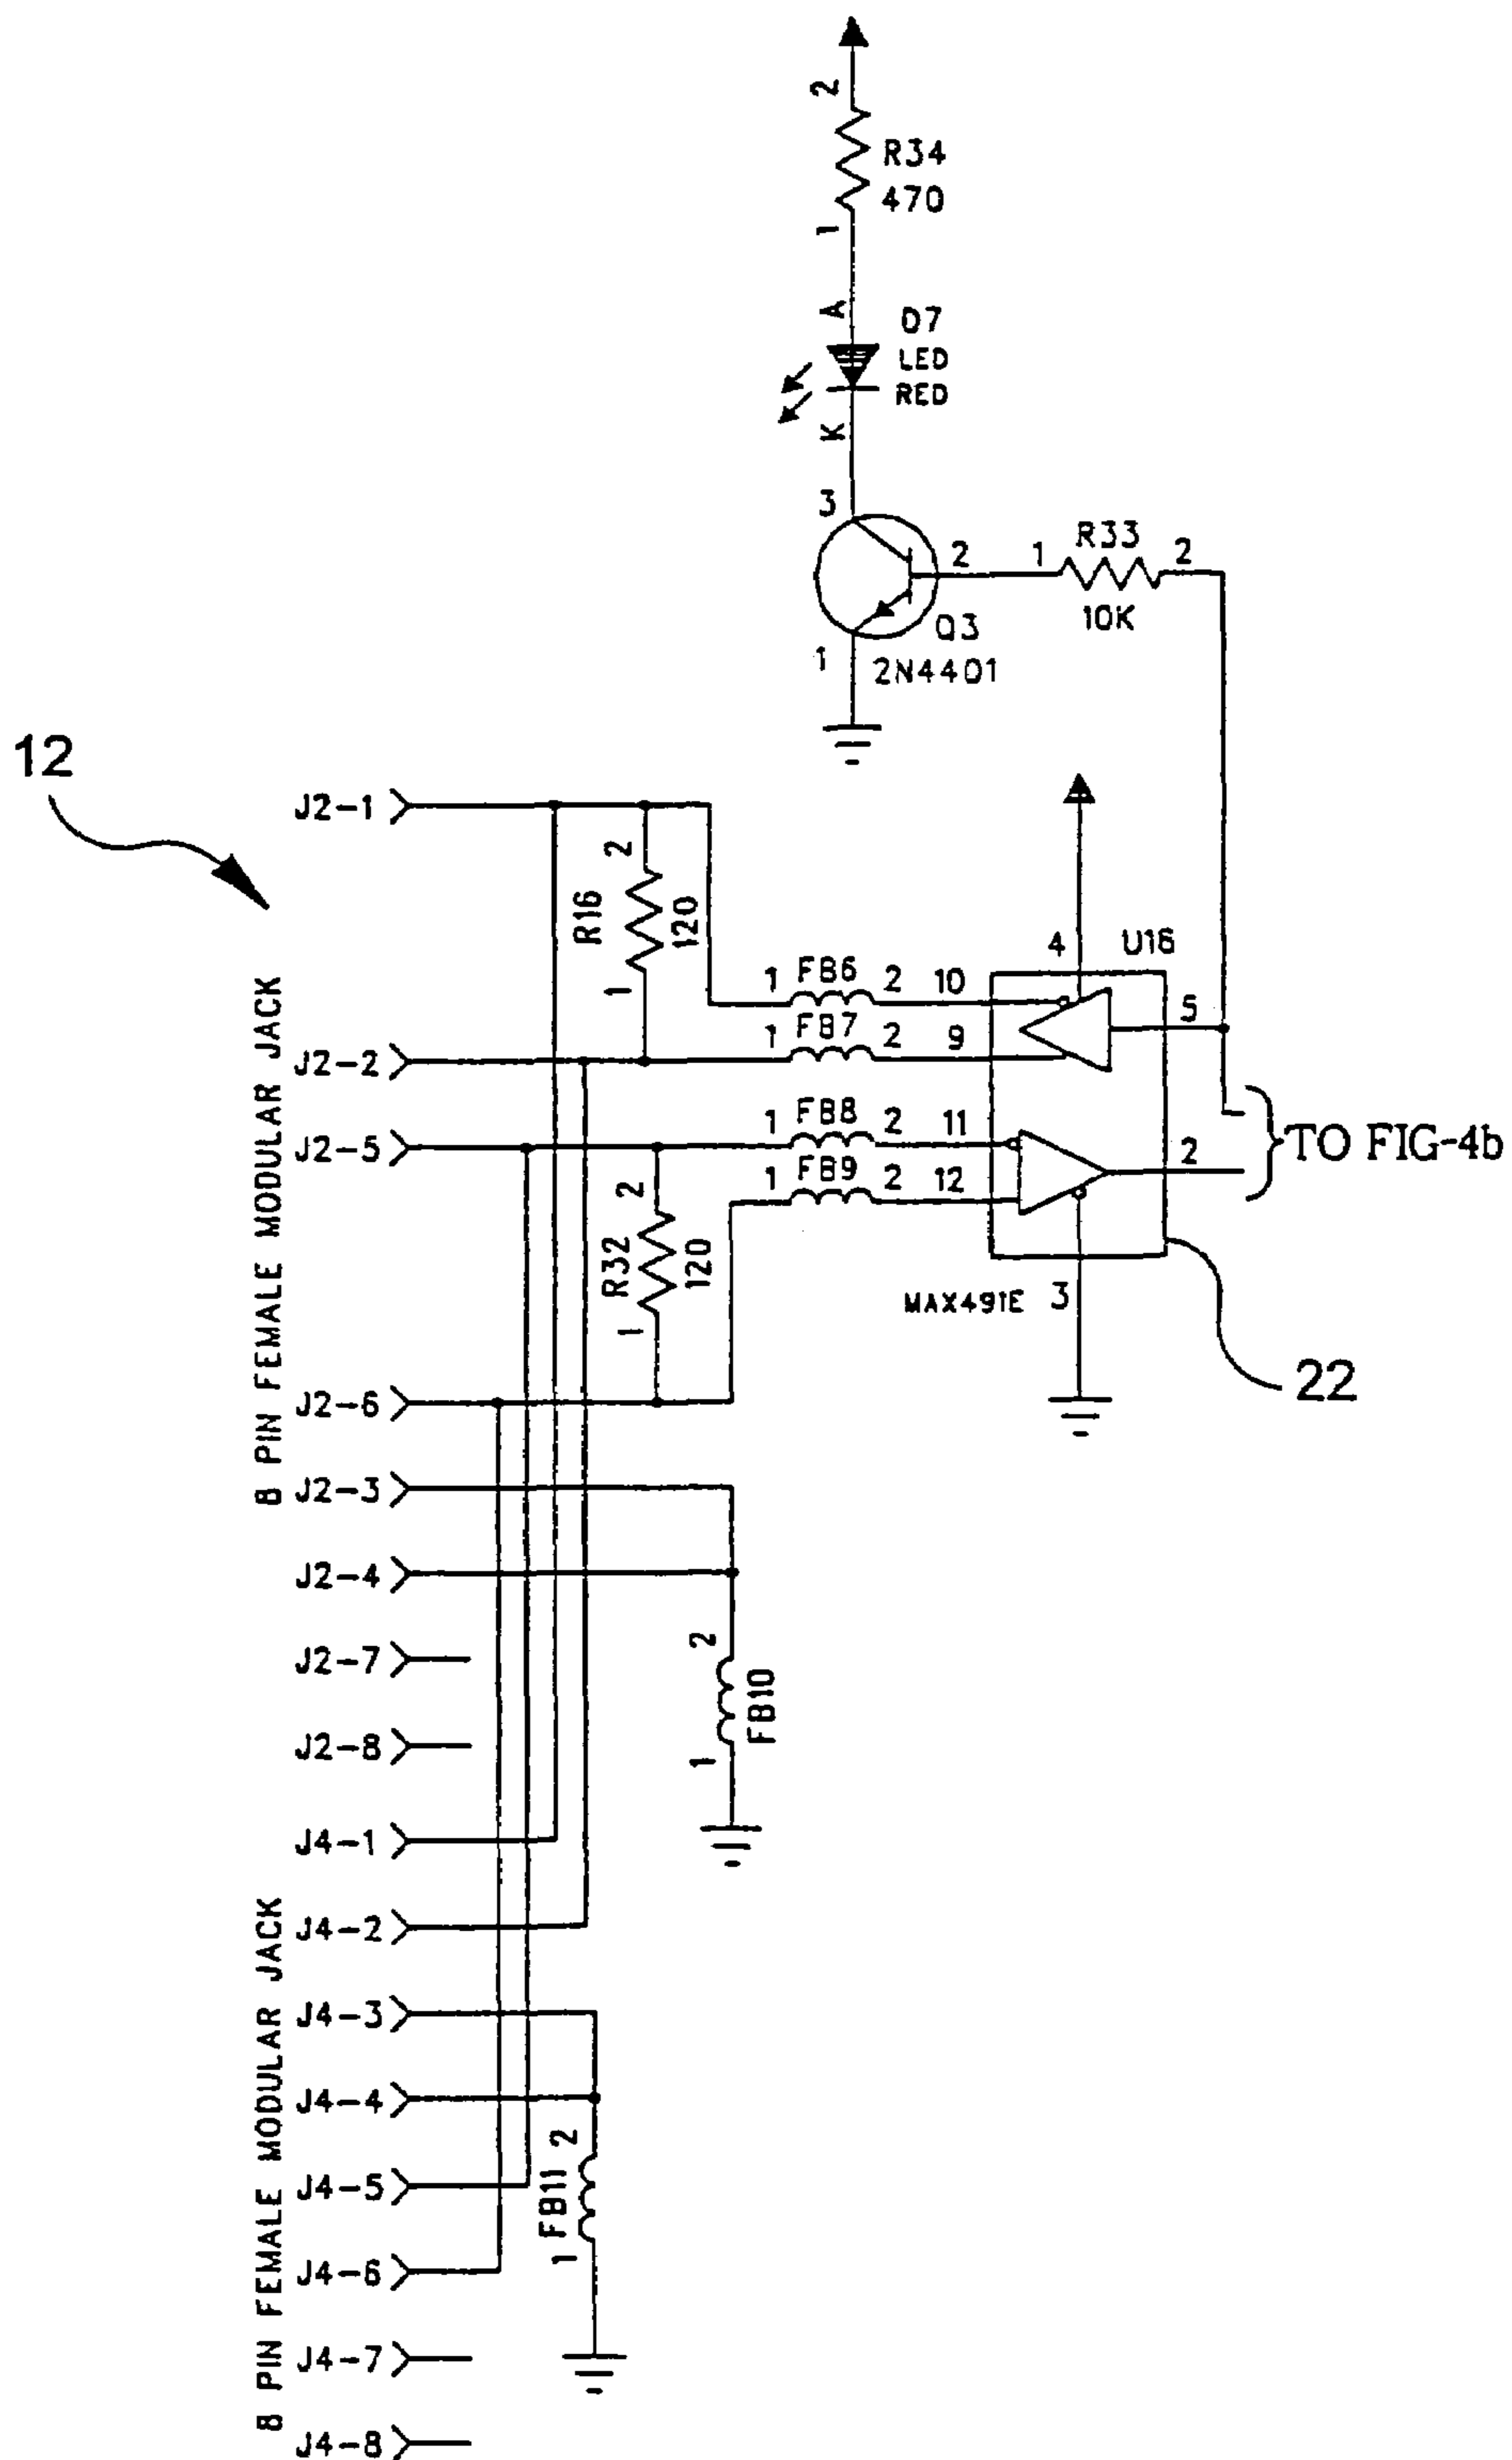 2
R34
470
1
A
D7
LED
RED
K
3
2
1
R33
2
10K
Q3
1
2N4401
12
J2-1
2
R16
120
1
4
U16
1
FB6
2
10
5
1
FB7
2
9
J2-2
8 PIN FEMALE MODULAR JACK
J2-5
1
FB8
2
11
1
FB9
2
12
2
TO FIG-4b
2
R32
120
1
MAX491E
3
22
J2-6
J2-3
J2-4
J2-7
2
FB10
1
J2-8
J4-1
J4-2
8 PIN FEMALE MODULAR JACK
J4-3
J4-4
2
FB11
1
J4-5
J4-6
J4-7
J4-8